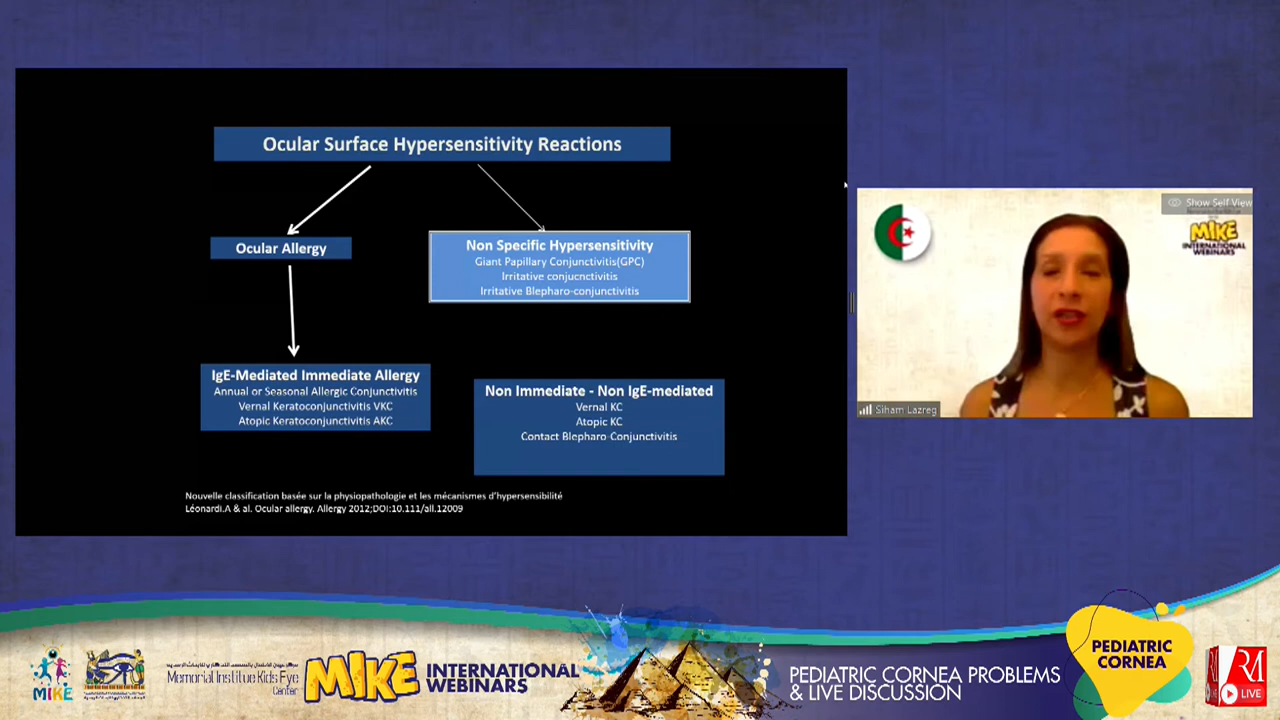 Ocular Surface Hypersensitivity Reactions
Ocular Allergy
Non Specific Hypersensitivity
Giant Papillary Conjunctivitis(GPC)
Irritative conjucnctivitis
Irritative Blepharo-conjunctivitis
IgE-Mediated Immediate Allergy
Annual or Seasonal Allergic Conjunctivitis
Vernal Keratoconjunctivitis VKC
Atopic Keratoconjunctivitis AKC
Non Immediate - Non IgE-mediated
Vernal KC
Atopic KC
Contact Blepharo-Conjunctivitis
Nouvelle classification basée sur la physiopathologie et les mécanismes d'hypersensibilité
Léonardi.A & al. Ocular allergy. Allergy 2012;DOI:10.111/all.12009
Show Self View
MIKE
INTERNATIONAL
WEBINARS
Siham Lazreg
MIKE
Memorial Institue Kids Eye
Center
MIKE
INTERNATIONAL
WEBINARS
PEDIATRIC CORNEA PROBLEMS
& LIVE DISCUSSION
PEDIATRIC
CORNEA
RM
LIVE